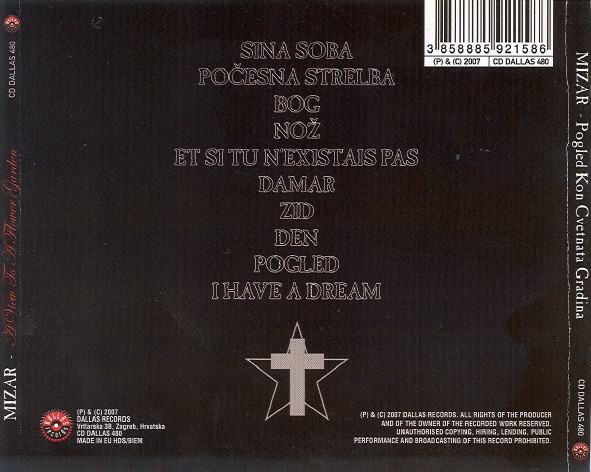 SINA SOBA
POČESNA STRELBA
BOG
NOŽ
ET SI TU N'EXISTAIS PAS
DAMAR
ZID
DEN
POGLED
I HAVE A DREAM
3 858885 921586
(P) & (C) 2007 CD DALLAS 480
CD DALLAS 480
MIZAR - A View To A Flower Garden
MIZAR - Pogled Kon Cvetnata Gradina
CD DALLAS 480
(P) & (C) 2007
DALLAS RECORDS
Vrtlarska 3B, Zagreb, Hrvatska
CD DALLAS 480
MADE IN EU HDS/BIEM
(P) & (C) 2007 DALLAS RECORDS. ALL RIGHTS OF THE PRODUCER
AND OF THE OWNER OF THE RECORDED WORK RESERVED.
UNAUTHORISED COPYING, HIRING, LENDING, PUBLIC
PERFORMANCE AND BROADCASTING OF THIS RECORD PROHIBITED.